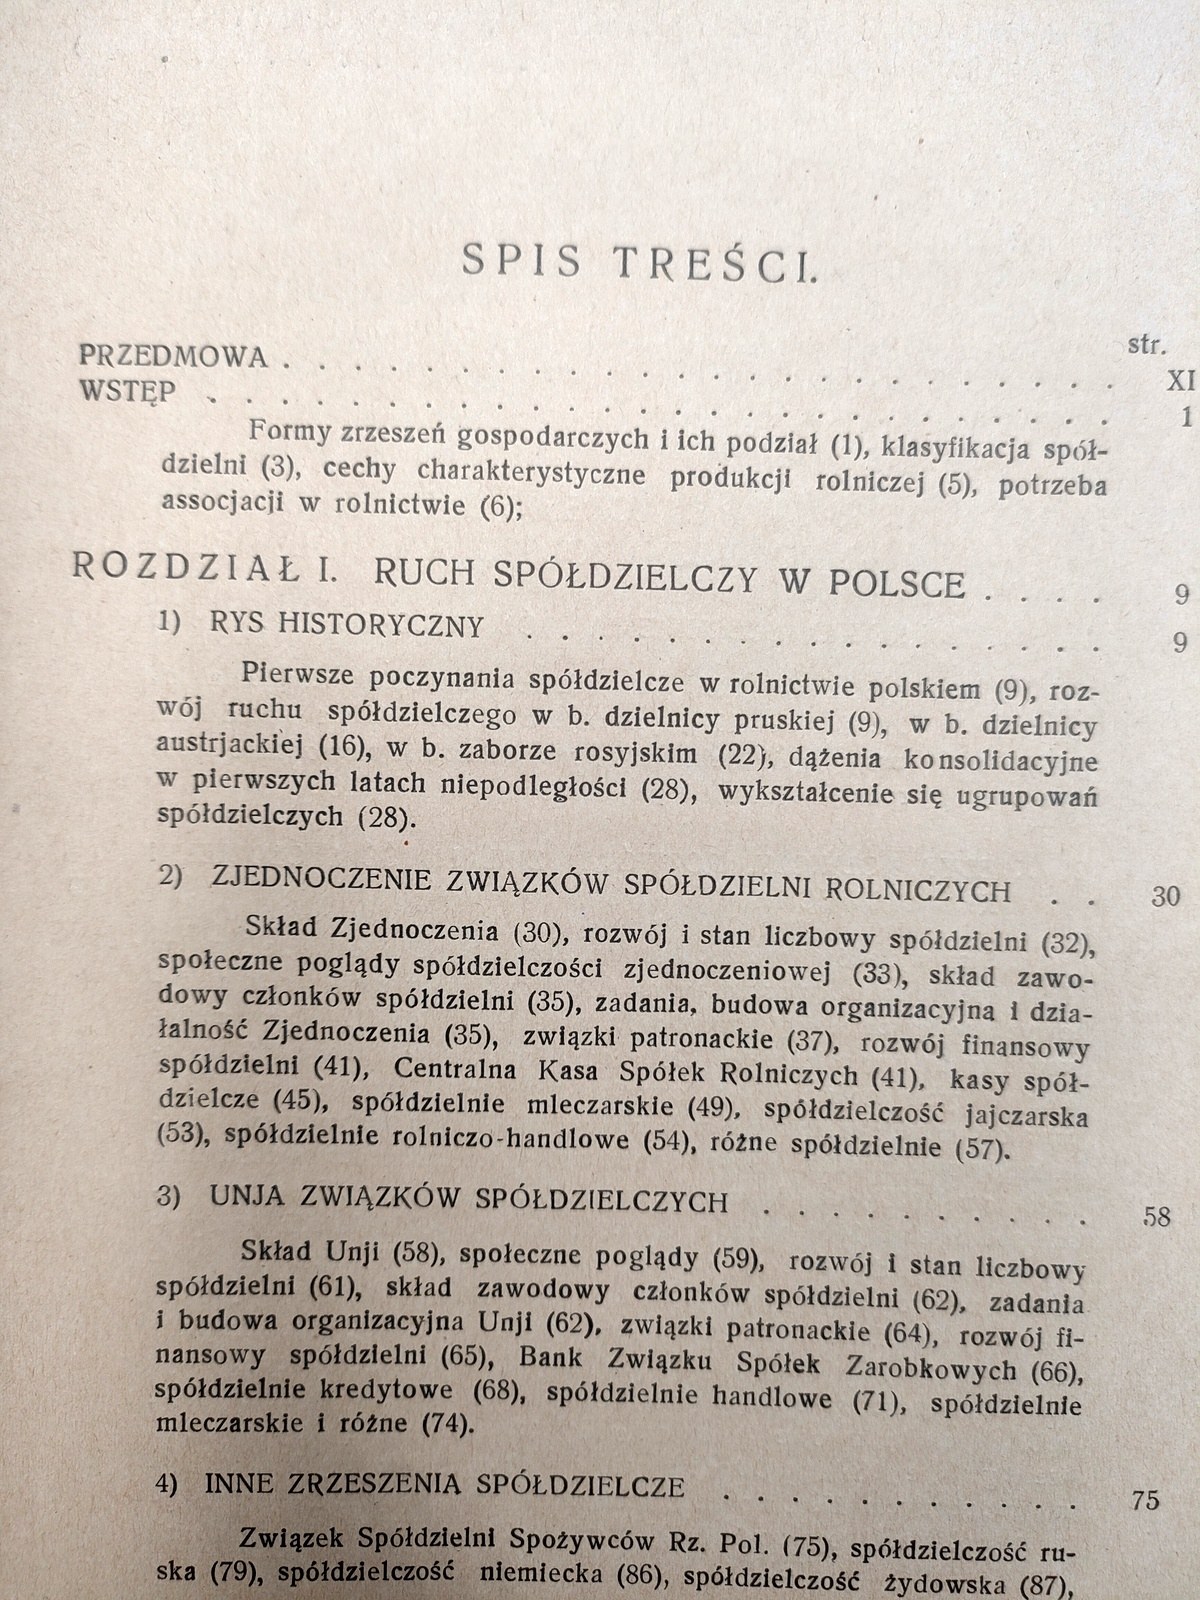 SPIS TREŚCI.
str.
PRZEDMOWA . . . . . . . . . . . . . . . . . . . . . . . . XI
WSTĘP . . . . . . . . . . . . . . . . . . . . . . . . . . 1
Formy zrzeszeń gospodarczych i ich podział (1), klasyfikacja spół-
dzielni (3), cechy charakterystyczne produkcji rolniczej (5), potrzeba
assocjacji w rolnictwie (6);
ROZDZIAŁ I. RUCH SPÓŁDZIELCZY W POLSCE . . . . 9
1) RYS HISTORYCZNY . . . . . . . . . . . . . . . . 9
Pierwsze poczynania spółdzielcze w rolnictwie polskiem (9), roz-
wój ruchu spółdzielczego w b. dzielnicy pruskiej (9), w b. dzielnicy
austrjackiej (16), w b. zaborze rosyjskim (22), dążenia konsolidacyjne
w pierwszych latach niepodległości (28), wykształcenie się ugrupowań
spółdzielczych (28).
2) ZJEDNOCZENIE ZWIĄZKÓW SPÓŁDZIELNI ROLNICZYCH . . 30
Skład Zjednoczenia (30), rozwój i stan liczbowy spółdzielni (32),
społeczne poglądy spółdzielczości zjednoczeniowej (33), skład zawo-
dowy członków spółdzielni (35), zadania, budowa organizacyjna i dzia-
łalność Zjednoczenia (35), związki patronackie (37), rozwój finansowy
spółdzielni (41), Centralna Kasa Spółek Rolniczych (41), kasy spół-
dzielcze (45), spółdzielnie mleczarskie (49), spółdzielczość jajczarska
(53), spółdzielnie rolniczo-handlowe (54), różne spółdzielnie (57).
3) UNJA ZWIĄZKÓW SPÓŁDZIELCZYCH . . . . . . . . . . 58
Skład Unji (58), społeczne poglądy (59), rozwój i stan liczbowy
spółdzielni (61), skład zawodowy członków spółdzielni (62), zadania
i budowa organizacyjna Unji (62), związki patronackie (64), rozwój fi-
nansowy spółdzielni (65), Bank Związku Spółek Zarobkowych (66),
spółdzielnie kredytowe (68), spółdzielnie handlowe (71), spółdzielnie
mleczarskie i różne (74).
4) INNE ZRZESZENIA SPÓŁDZIELCZE . . . . . . . . . . . 75
Związek Spółdzielni Spożywców Rz. Pol. (75), spółdzielczość ru-
ska (79), spółdzielczość niemiecka (86), spółdzielczość żydowska (87),